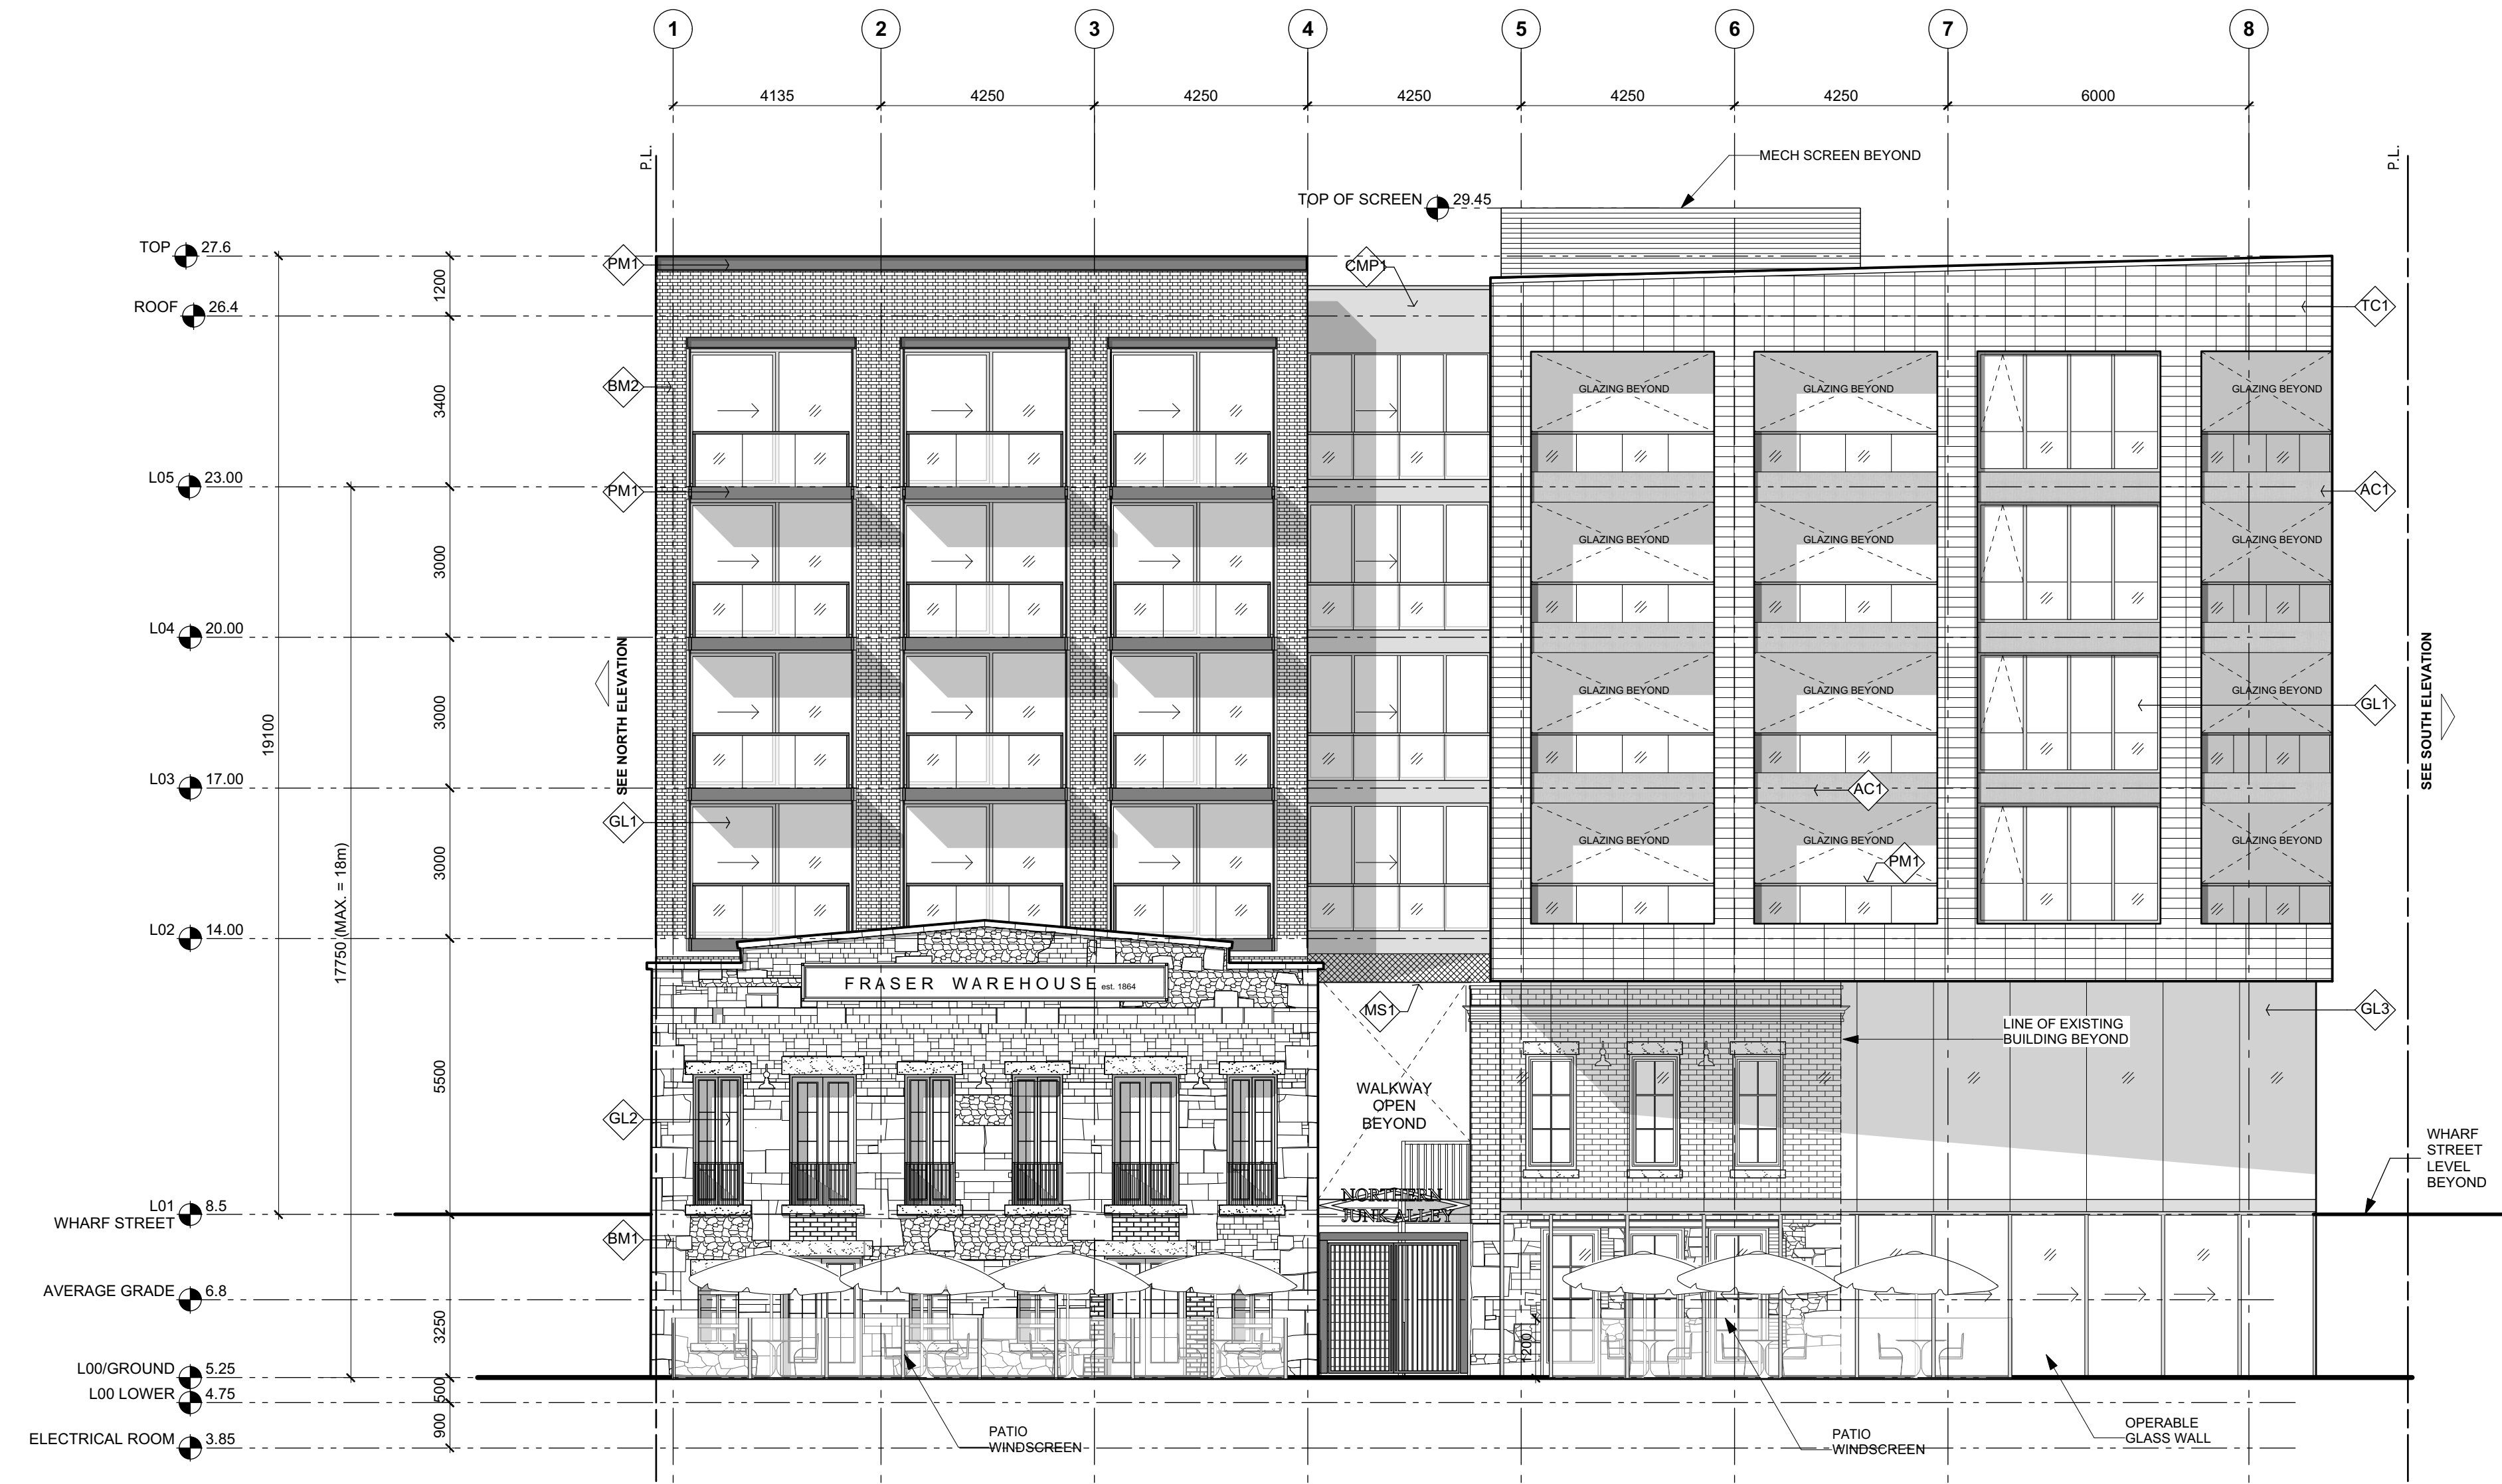 1 2 3 4 5 6 7 8
4135 4250 4250 4250 4250 4250 6000
P.L. P.L.
MECH SCREEN BEYOND
TOP OF SCREEN 29.45
TOP 27.6
PM1
CMP1
1200
ROOF 26.4
TC1
BM2
3400
GLAZING BEYOND GLAZING BEYOND GLAZING BEYOND
L05 23.00
PM1
AC1
3000
GLAZING BEYOND GLAZING BEYOND GLAZING BEYOND
L04 20.00
SEE NORTH ELEVATION
SEE SOUTH ELEVATION
19100
3000
GLAZING BEYOND GLAZING BEYOND GLAZING BEYOND
GL1
L03 17.00
AC1
GL1
17750 (MAX. = 18m)
3000
GLAZING BEYOND GLAZING BEYOND GLAZING BEYOND
PM1
L02 14.00
FRASER WAREHOUSE est. 1864
MS1
GL3
LINE OF EXISTING
BUILDING BEYOND
5500
GL2
WALKWAY
OPEN
BEYOND
WHARF
STREET
LEVEL
BEYOND
L01 8.5
WHARF STREET
NORTHERN
JUNK ALLEY
BM1
AVERAGE GRADE 6.8
3250
1200
L00/GROUND 5.25
500
L00 LOWER 4.75
900
ELECTRICAL ROOM 3.85
PATIO
WINDSCREEN
PATIO
WINDSCREEN
OPERABLE
GLASS WALL